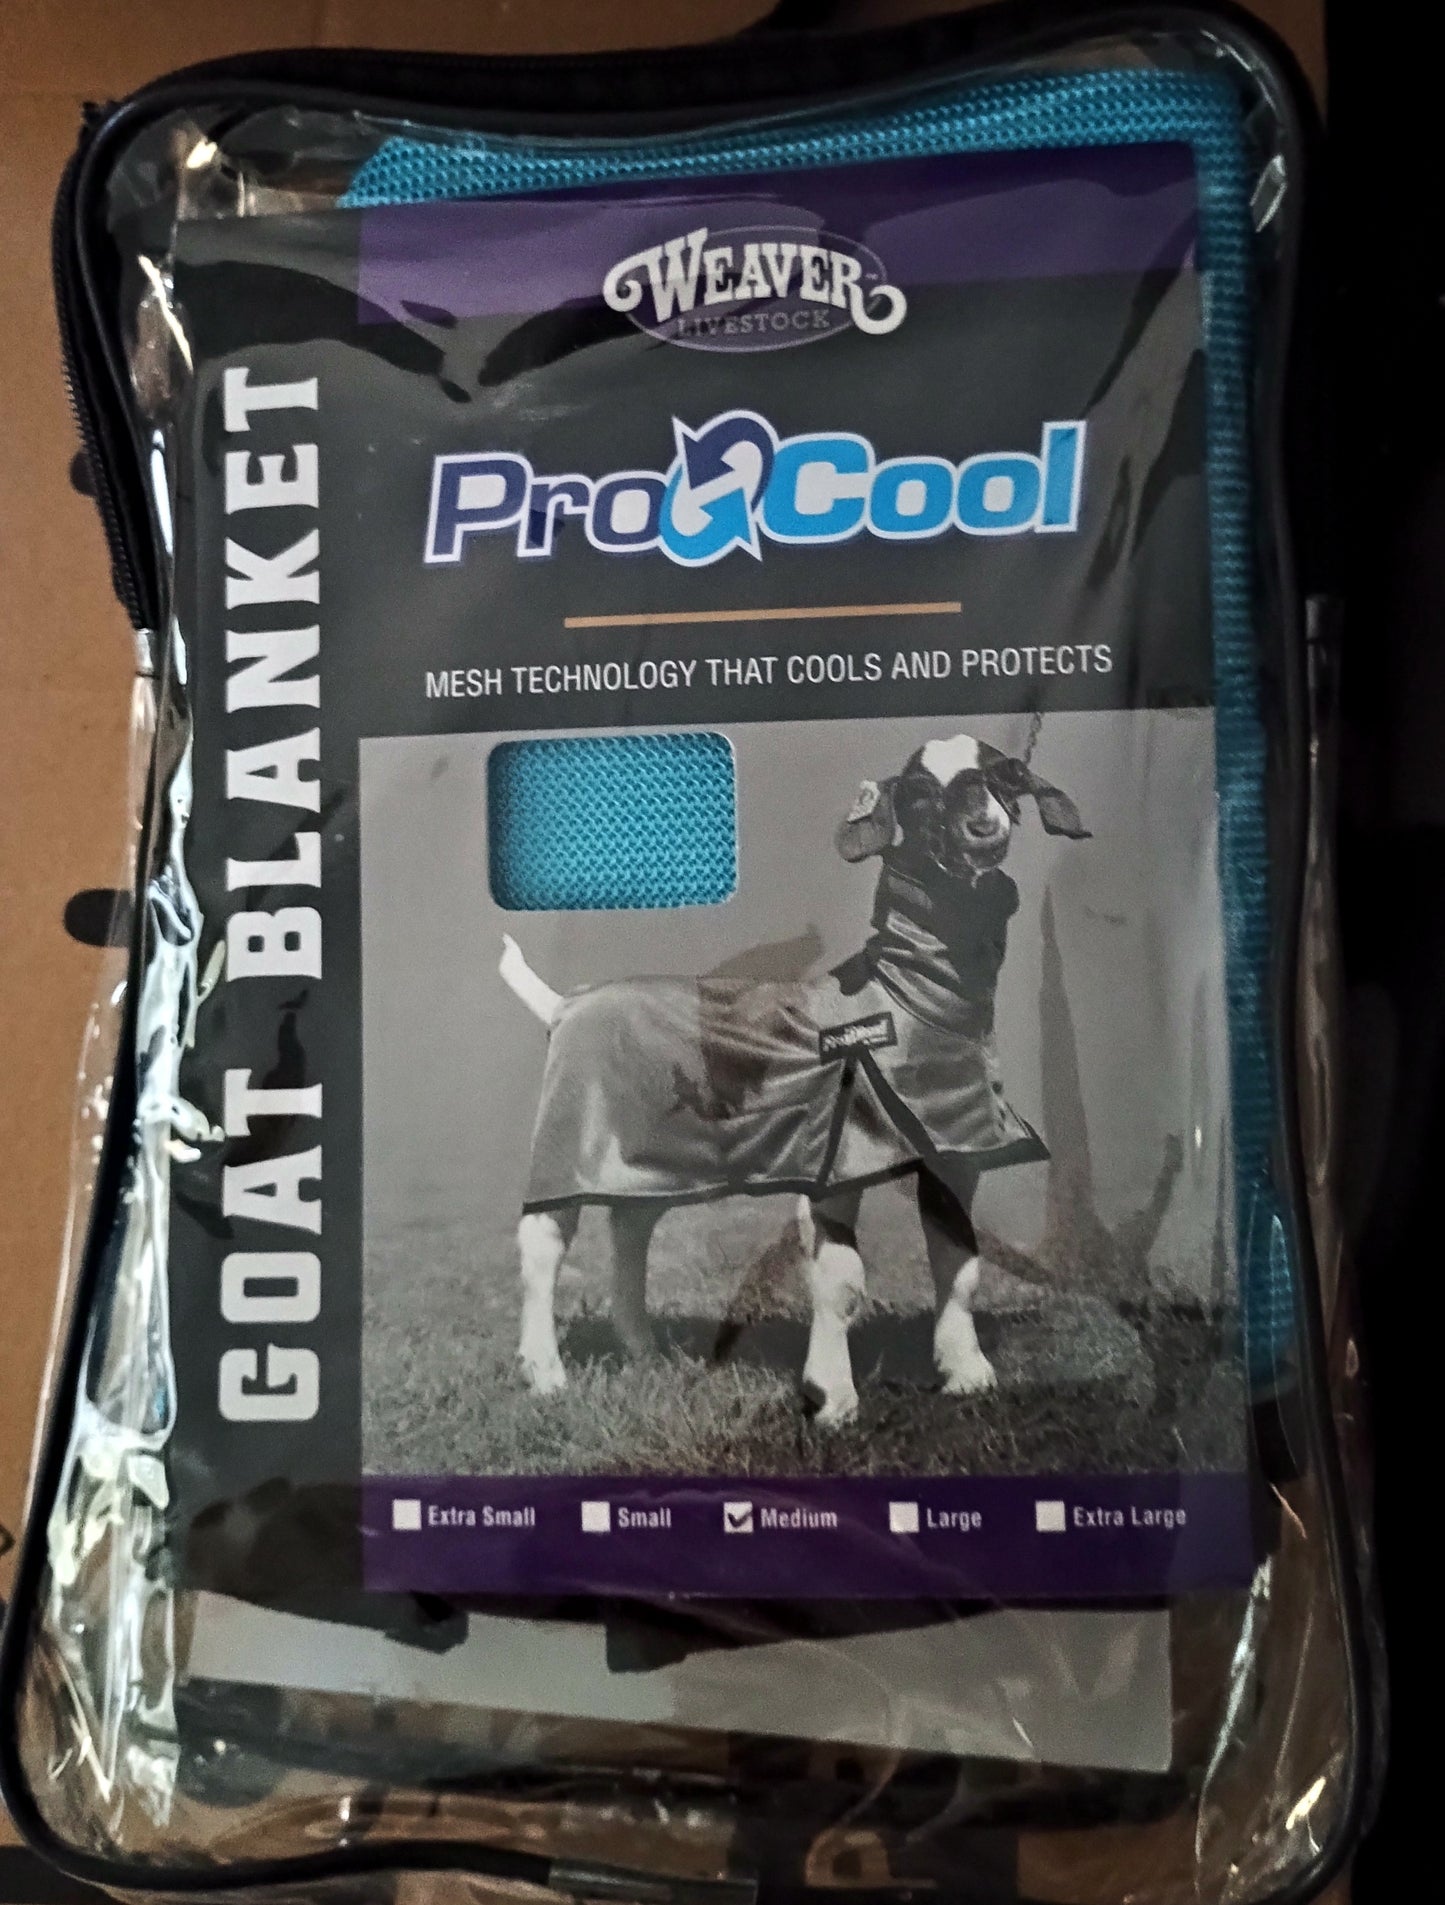 WEAVER
LIVESTOCK
ProCool
MESH TECHNOLOGY THAT COOLS AND PROTECTS
GOAT BLANKET
Extra Small Small Medium Large Extra Large